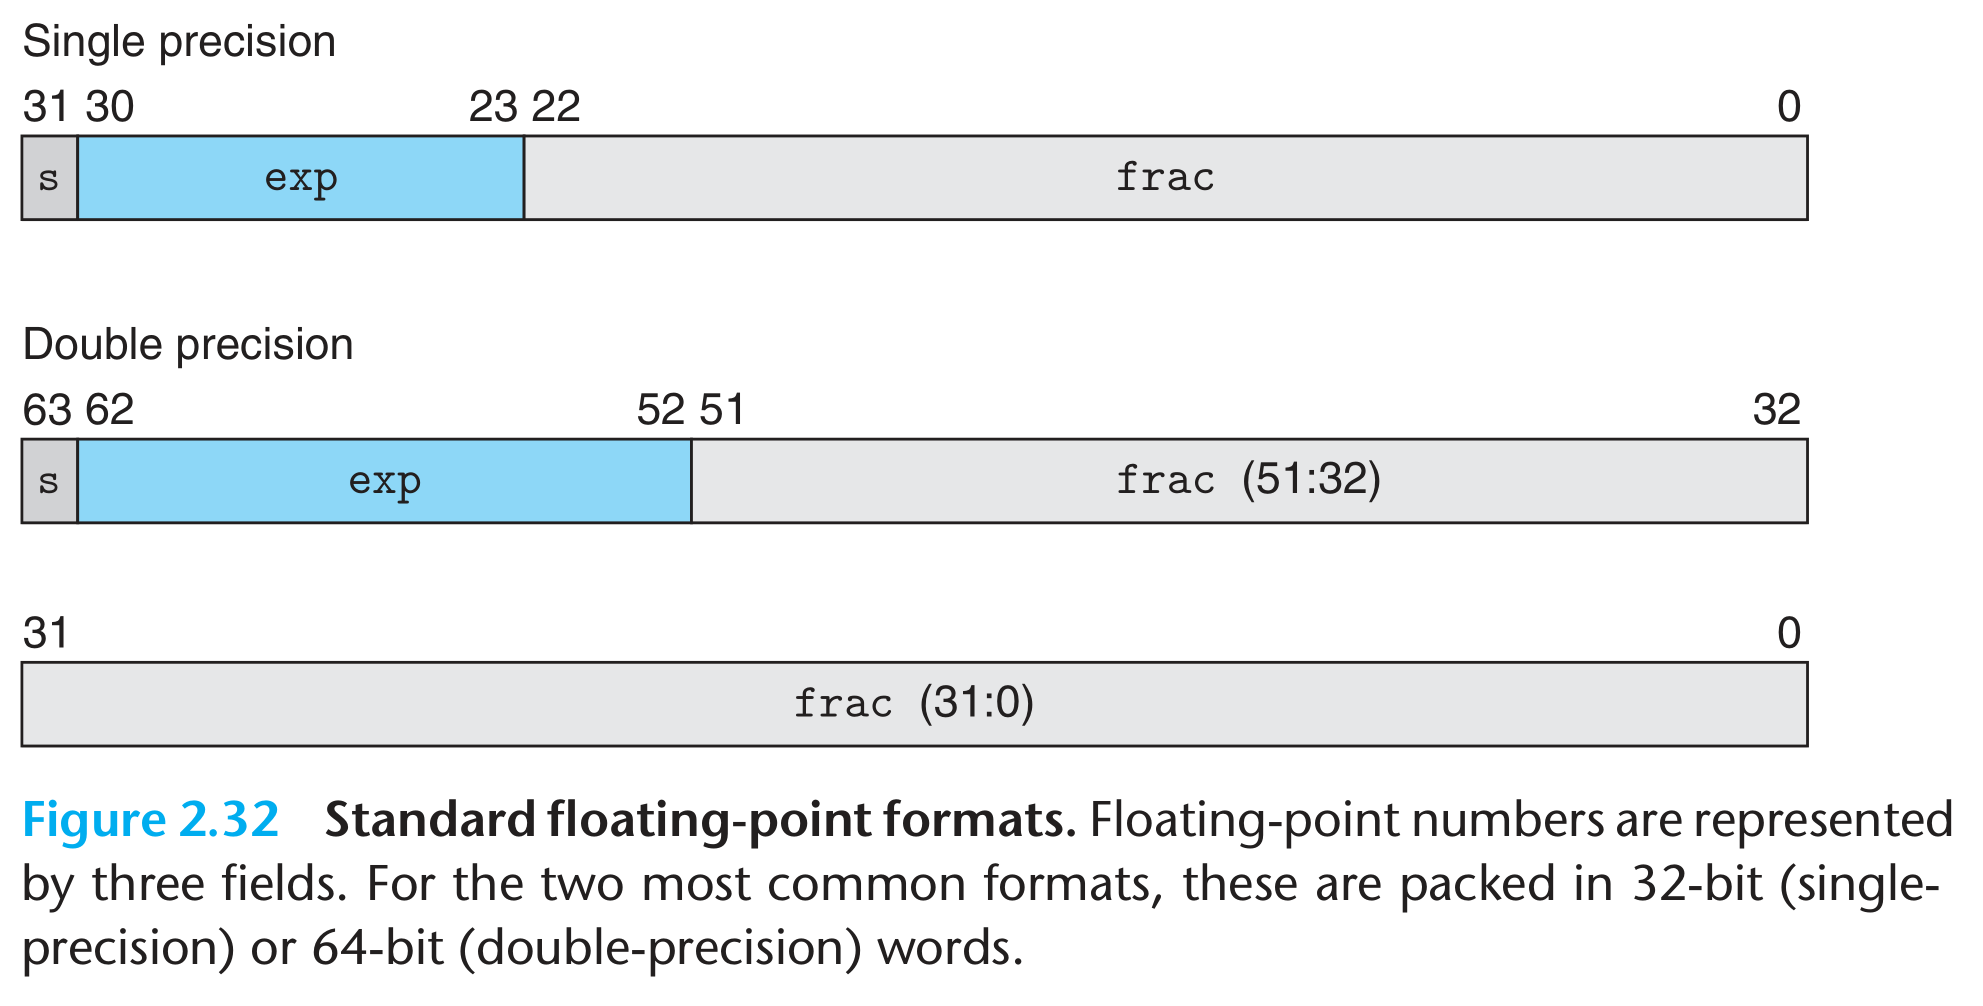 Single precision
31 30 23 22 0
s exp frac
Double precision
63 62 52 51 32
s exp frac (51:32)
31 0
frac (31:0)
Figure 2.32 Standard floating-point formats. Floating-point numbers are represented
by three fields. For the two most common formats, these are packed in 32-bit (single-
precision) or 64-bit (double-precision) words.